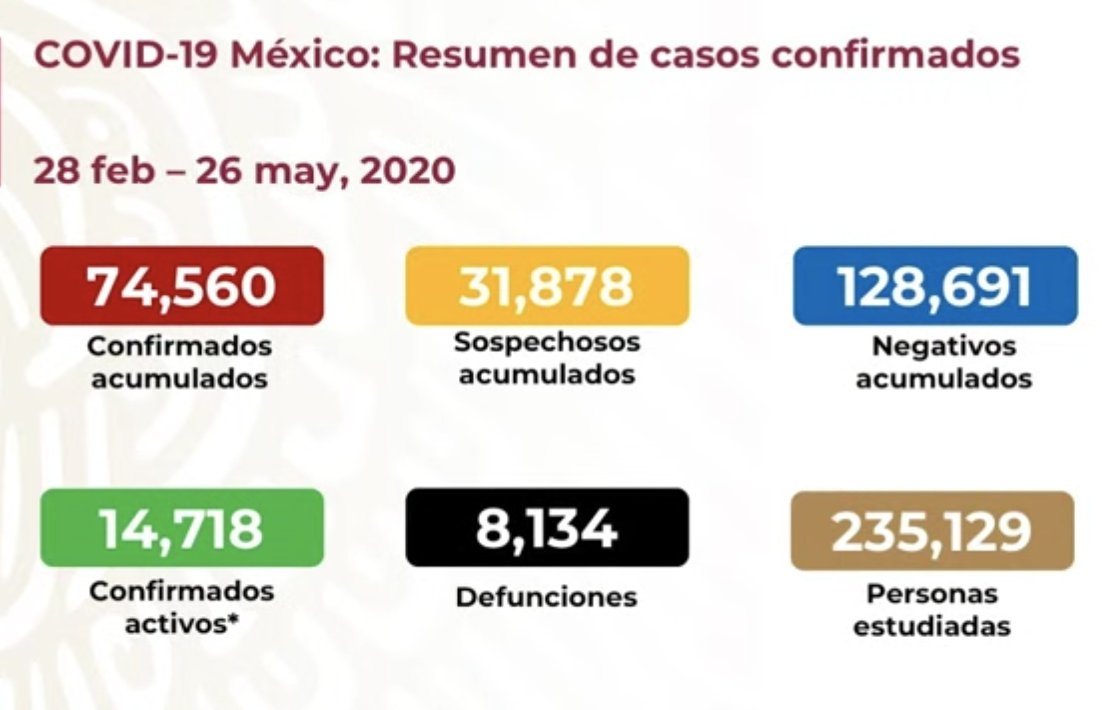 COVID-19 México: Resumen de casos confirmados
28 feb – 26 may, 2020
74,560
Confirmados
acumulados
31,878
Sospechosos
acumulados
128,691
Negativos
acumulados
14,718
Confirmados
activos*
8,134
Defunciones
235,129
Personas
estudiadas